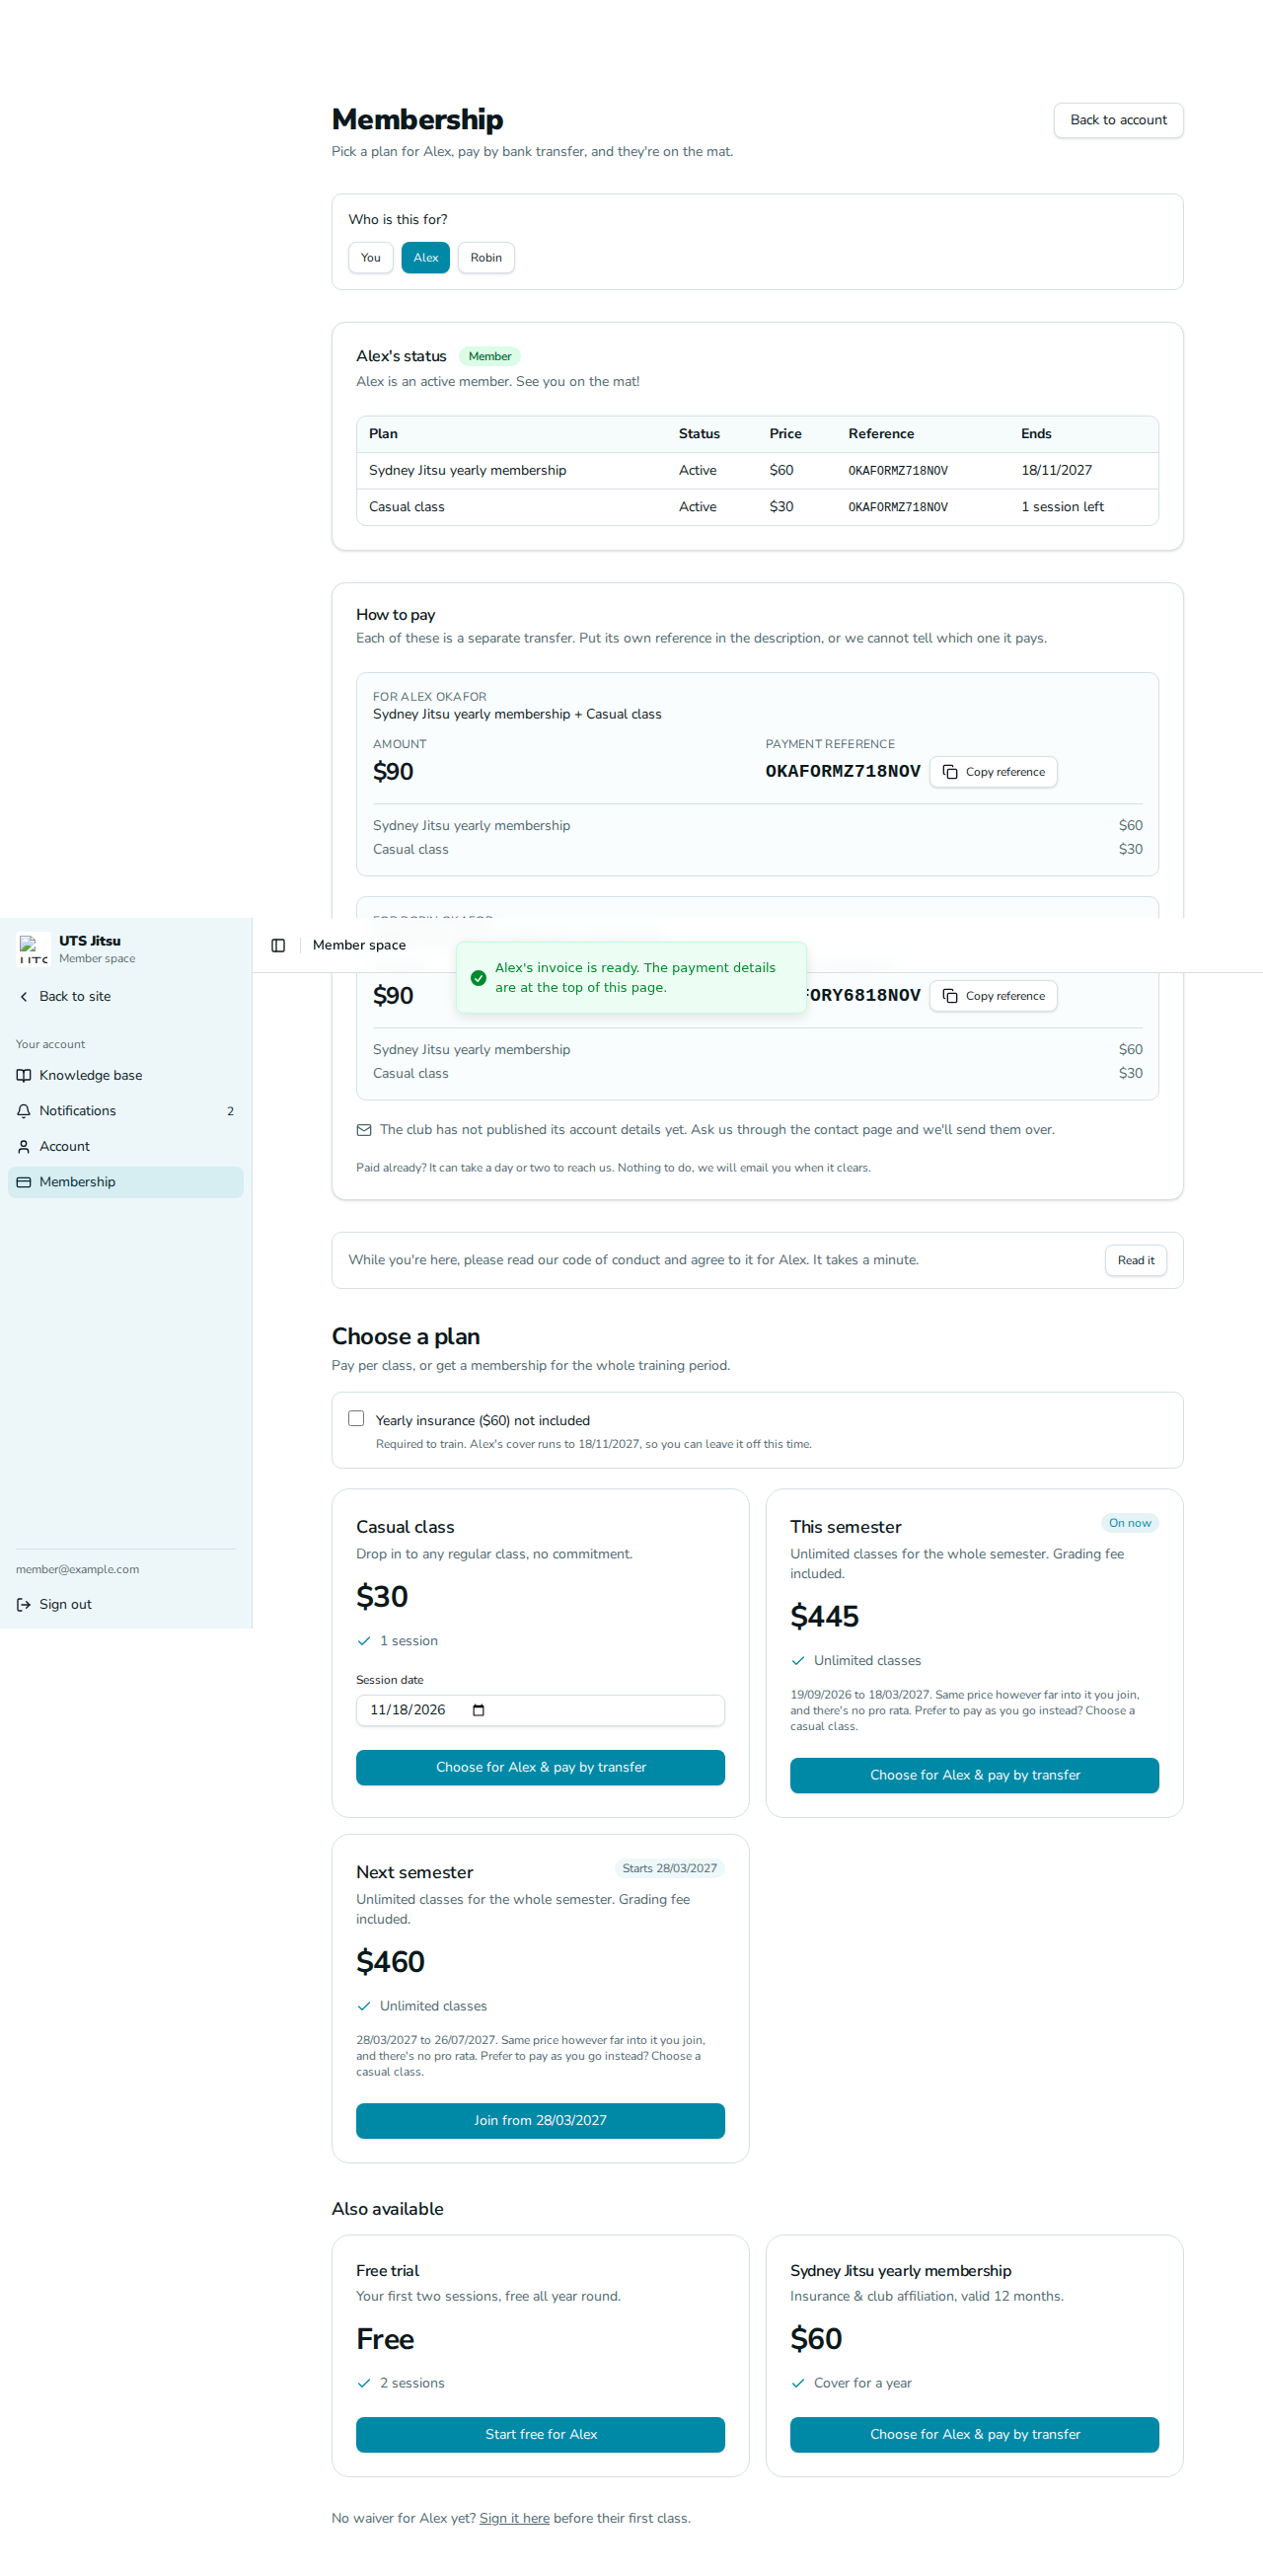 Membership
Back to account
Pick a plan for Alex, pay by bank transfer, and they're on the mat.
Who is this for?
You
Alex
Robin
Alex's status
Member
Alex is an active member. See you on the mat!
Plan Status Price Reference Ends
Sydney Jitsu yearly membership Active $60 OKAFORMZ718NOV 18/11/2027
Casual class Active $30 OKAFORMZ718NOV 1 session left
How to pay
Each of these is a separate transfer. Put its own reference in the description, or we cannot tell which one it pays.
FOR ALEX OKAFOR
Sydney Jitsu yearly membership + Casual class
AMOUNT
PAYMENT REFERENCE
$90
OKAFORMZ718NOV
Copy reference
Sydney Jitsu yearly membership $60
Casual class $30
UTS Jitsu
Member space
Back to site
Your account
Knowledge base
Notifications 2
Account
Membership
member@example.com
Sign out
Member space
Alex's invoice is ready. The payment details
are at the top of this page.
$90
FORY6818NOV
Copy reference
Sydney Jitsu yearly membership $60
Casual class $30
The club has not published its account details yet. Ask us through the contact page and we'll send them over.
Paid already? It can take a day or two to reach us. Nothing to do, we will email you when it clears.
While you're here, please read our code of conduct and agree to it for Alex. It takes a minute.
Read it
Choose a plan
Pay per class, or get a membership for the whole training period.
Yearly insurance ($60) not included
Required to train. Alex's cover runs to 18/11/2027, so you can leave it off this time.
Casual class
Drop in to any regular class, no commitment.
$30
1 session
Session date
11/18/2026
Choose for Alex & pay by transfer
This semester
On now
Unlimited classes for the whole semester. Grading fee
included.
$445
Unlimited classes
19/09/2026 to 18/03/2027. Same price however far into it you join,
and there's no pro rata. Prefer to pay as you go instead? Choose a
casual class.
Choose for Alex & pay by transfer
Next semester
Starts 28/03/2027
Unlimited classes for the whole semester. Grading fee
included.
$460
Unlimited classes
28/03/2027 to 26/07/2027. Same price however far into it you join,
and there's no pro rata. Prefer to pay as you go instead? Choose a
casual class.
Join from 28/03/2027
Also available
Free trial
Your first two sessions, free all year round.
Free
2 sessions
Start free for Alex
Sydney Jitsu yearly membership
Insurance & club affiliation, valid 12 months.
$60
Cover for a year
Choose for Alex & pay by transfer
No waiver for Alex yet? Sign it here before their first class.